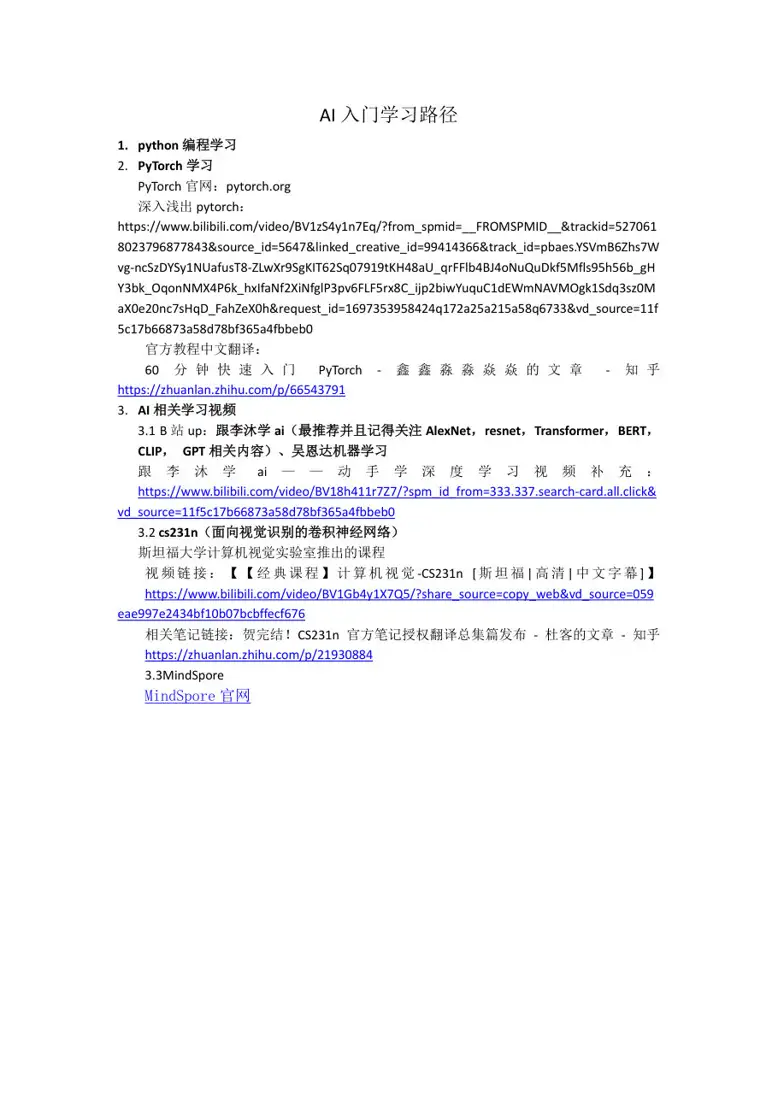 AI 入门学习路径
1. python 编程学习
2. PyTorch 学习
PyTorch 官网：pytorch.org
深入浅出 pytorch：
https://www.bilibili.com/video/BV1zS4y1n7Eq/?from_spmid=__FROMSPMID__&trackid=527061
8023796877843&source_id=5647&linked_creative_id=99414366&track_id=pbaes.YSVmB6Zhs7W
vg-ncSzDYSy1NUafusT8-ZLwXr9SgKIT62Sq07919tKH48aU_qrFFlb4BJ4oNuQuDkf5MfIs95h56b_gH
Y3bk_OqonNMX4P6k_hxIfaNf2XiNfglP3pv6FLF5rx8C_ijp2biwYuquC1dEWmNAVMOgk1Sdq3sz0M
aX0e20nc7sHqD_FahZeX0h&request_id=1697353958424q172a25a215a58q6733&vd_source=11f
5c17b66873a58d78bf365a4fbbeb0
官方教程中文翻译：
60 分钟快速入门 PyTorch - 鑫鑫淼淼焱焱的文章 - 知乎
https://zhuanlan.zhihu.com/p/66543791
3. AI 相关学习视频
3.1 B 站 up：跟李沐学 ai（最推荐并且记得关注 AlexNet，resnet，Transformer，BERT，
CLIP， GPT 相关内容）、吴恩达机器学习
跟李沐学 ai——动手学深度学习视频补充：
https://www.bilibili.com/video/BV18h411r7Z7/?spm_id_from=333.337.search-card.all.click&
vd_source=11f5c17b66873a58d78bf365a4fbbeb0
3.2 cs231n（面向视觉识别的卷积神经网络）
斯坦福大学计算机视觉实验室推出的课程
视频链接：【【经典课程】计算机视觉-CS231n [斯坦福|高清|中文字幕]】
https://www.bilibili.com/video/BV1Gb4y1X7Q5/?share_source=copy_web&vd_source=059
eae997e2434bf10b07bcbffecf676
相关笔记链接：贺完结！CS231n 官方笔记授权翻译总集篇发布 - 杜客的文章 - 知乎
https://zhuanlan.zhihu.com/p/21930884
3.3MindSpore
MindSpore 官网